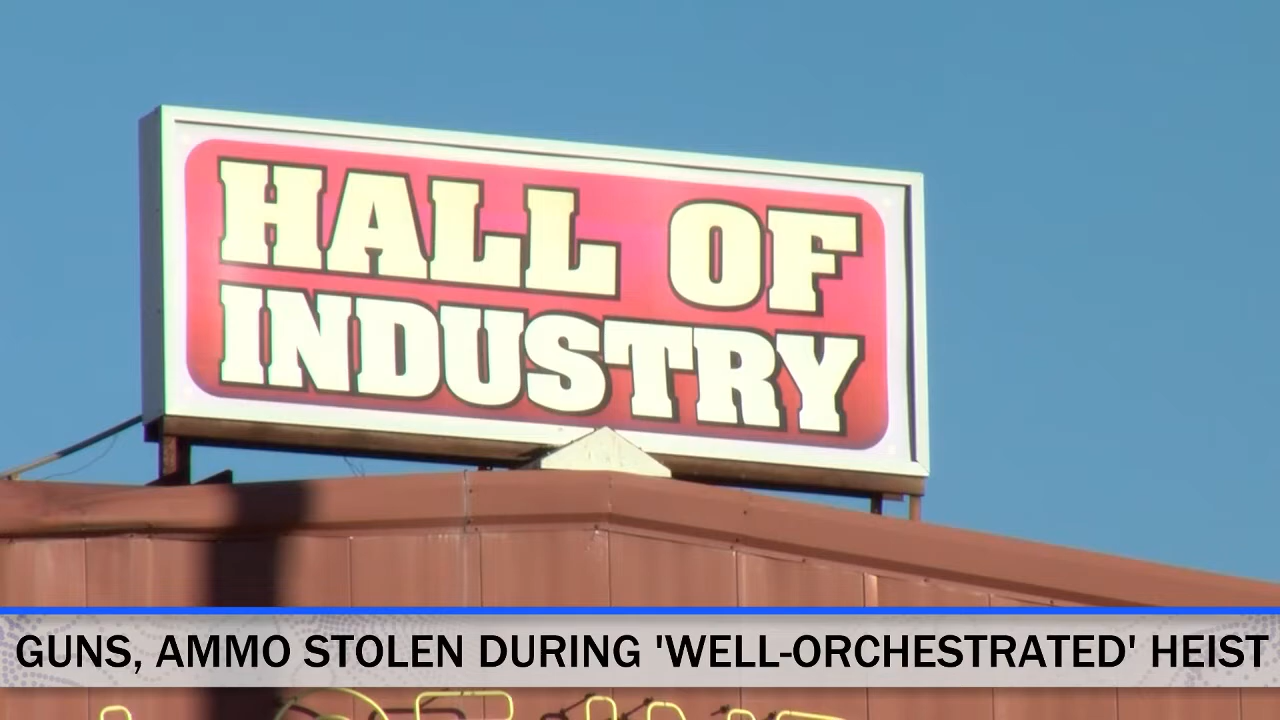 HALL OF
INDUSTRY
GUNS, AMMO STOLEN DURING 'WELL-ORCHESTRATED' HEIST